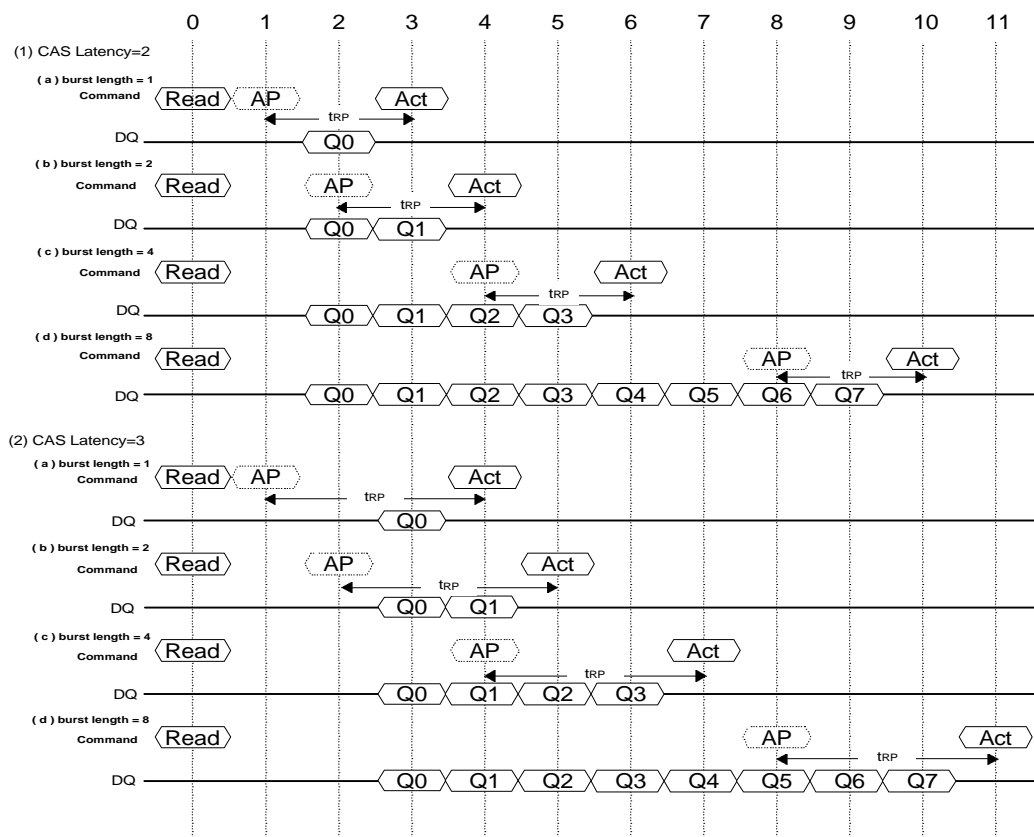 0 1 2 3 4 5 6 7 8 9 10 11
(1) CAS Latency=2
( a ) burst length = 1
Command Read AP Act
tRP
DQ Q0
( b ) burst length = 2
Command Read AP Act
tRP
DQ Q0 Q1
( c ) burst length = 4
Command Read AP Act
tRP
DQ Q0 Q1 Q2 Q3
( d ) burst length = 8
Command Read AP Act
tRP
DQ Q0 Q1 Q2 Q3 Q4 Q5 Q6 Q7
(2) CAS Latency=3
( a ) burst length = 1
Command Read AP Act
tRP
DQ Q0
( b ) burst length = 2
Command Read AP Act
tRP
DQ Q0 Q1
( c ) burst length = 4
Command Read AP Act
tRP
DQ Q0 Q1 Q2 Q3
( d ) burst length = 8
Command Read AP Act
tRP
DQ Q0 Q1 Q2 Q3 Q4 Q5 Q6 Q7